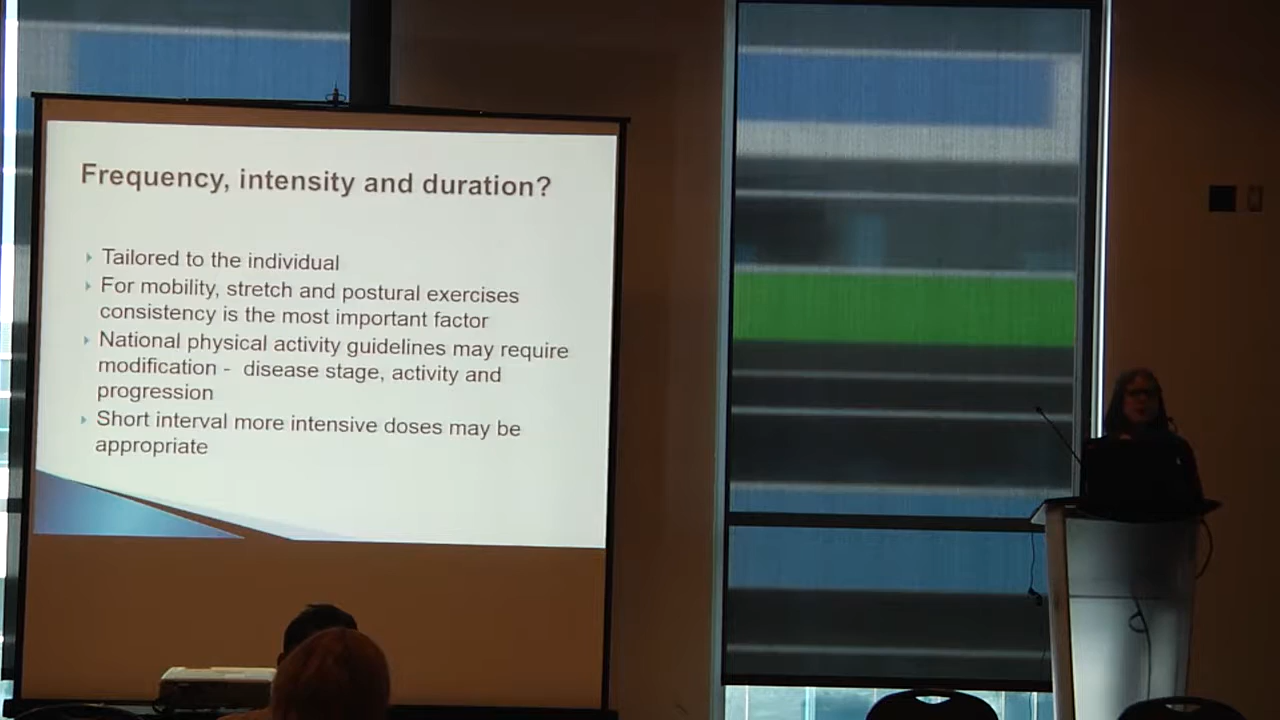 Frequency, intensity and duration?
Tailored to the individual
For mobility, stretch and postural exercises
consistency is the most important factor
National physical activity guidelines may require
modification - disease stage, activity and
progression
Short interval more intensive doses may be
appropriate